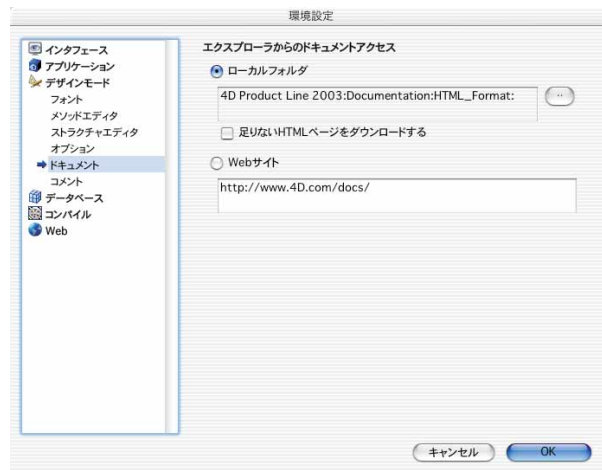 環境設定
インタフェース
アプリケーション
デザインモード
フォント
メソッドエディタ
ストラクチャエディタ
オプション
ドキュメント
コメント
データベース
コンパイル
Web
エクスプローラからのドキュメントアクセス
ローカルフォルダ
4D Product Line 2003:Documentation:HTML_Format:
..
足りないHTMLページをダウンロードする
Webサイト
http://www.4D.com/docs/
キャンセル
OK